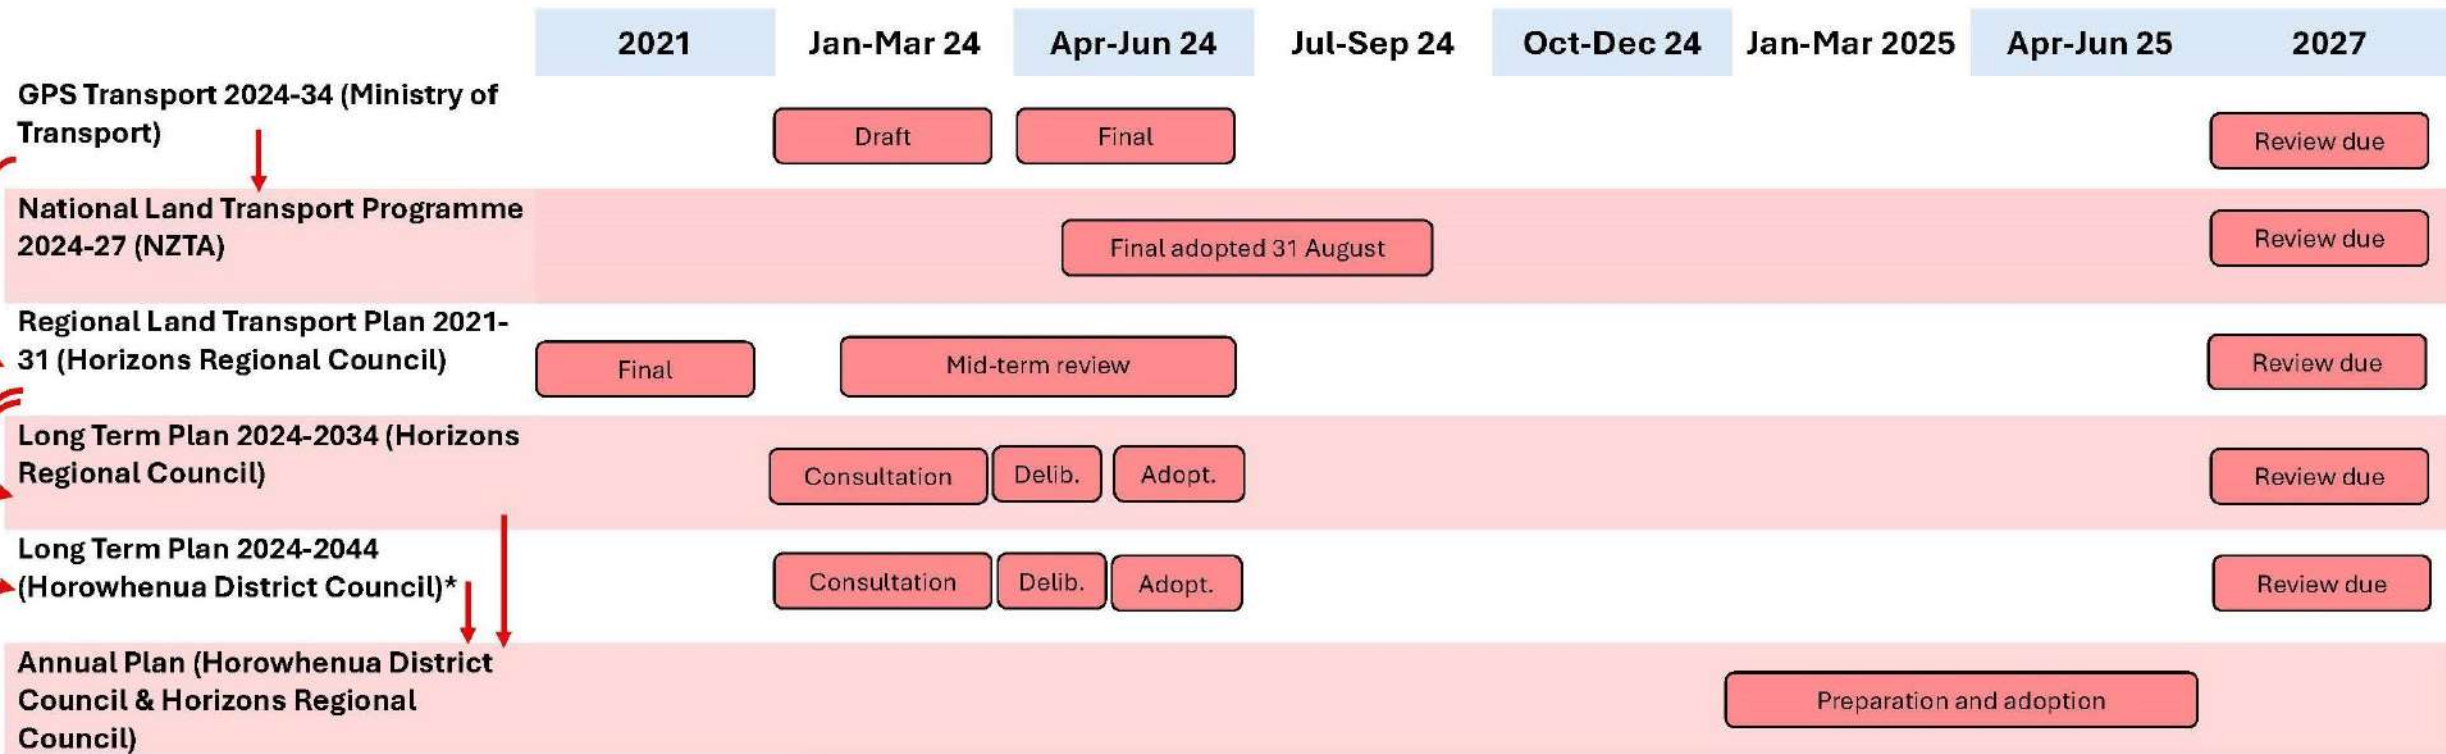 2021 Jan-Mar 24 Apr-Jun 24 Jul-Sep 24 Oct-Dec 24 Jan-Mar 2025 Apr-Jun 25 2027
GPS Transport 2024-34 (Ministry of
Transport)
Draft Final Review due
National Land Transport Programme
2024-27 (NZTA)
Final adopted 31 August Review due
Regional Land Transport Plan 2021-
31 (Horizons Regional Council)
Final Mid-term review Review due
Long Term Plan 2024-2034 (Horizons
Regional Council)
Consultation Delib. Adopt. Review due
Long Term Plan 2024-2044
(Horowhenua District Council)*
Consultation Delib. Adopt. Review due
Annual Plan (Horowhenua District
Council & Horizons Regional
Council)
Preparation and adoption